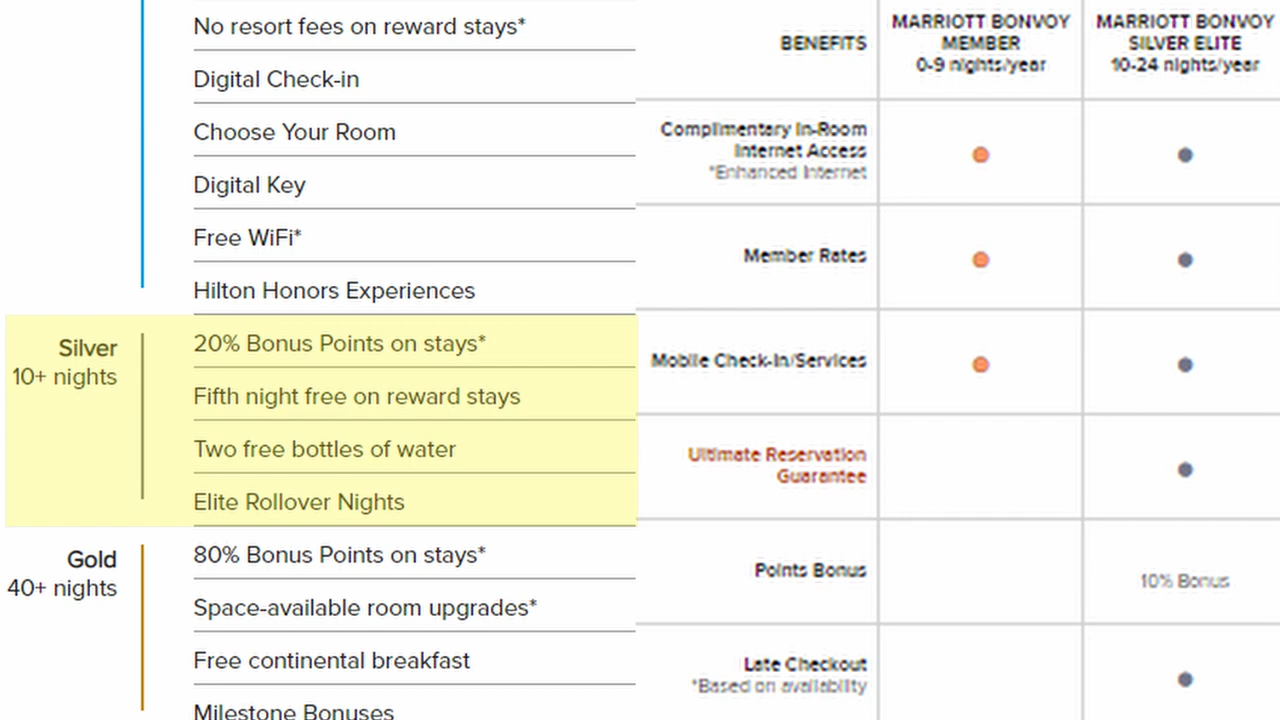 No resort fees on reward stays*
Digital Check-in
Choose Your Room
Digital Key
Free WiFi*
Hilton Honors Experiences
Silver
10+ nights
20% Bonus Points on stays*
Fifth night free on reward stays
Two free bottles of water
Elite Rollover Nights
Gold
40+ nights
80% Bonus Points on stays*
Space-available room upgrades*
Free continental breakfast
Milestone Bonuses
BENEFITS
MARRIOTT BONVOY
MEMBER
0-9 nights/year
MARRIOTT BONVOY
SILVER ELITE
10-24 nights/year
Complimentary In-Room
Internet Access
*Enhanced Internet
Member Rates
Mobile Check-In/Services
Ultimate Reservation
Guarantee
Points Bonus
10% Bonus
Late Checkout
*Based on availability